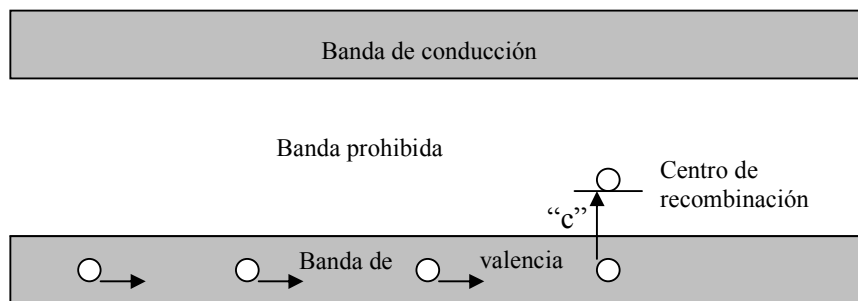 Banda de conducción
Banda prohibida
Centro de
recombinación
“c”
Banda de valencia